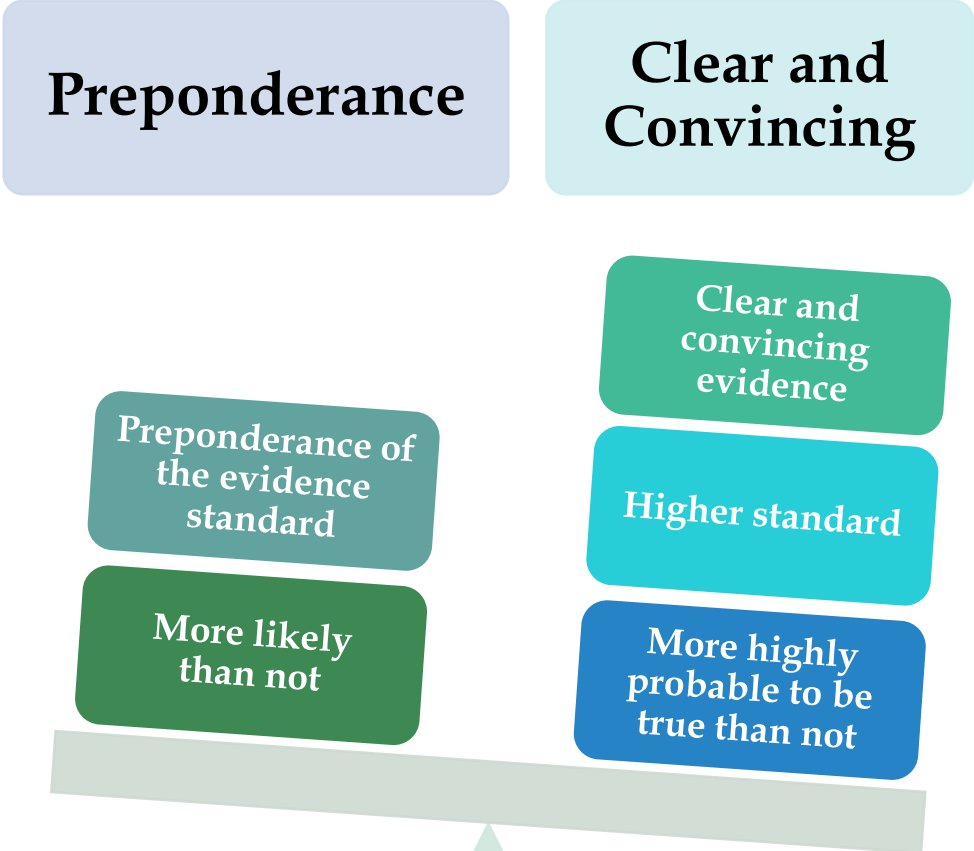 Preponderance
Clear and
Convincing
Preponderance of
the evidence
standard
More likely
than not
Clear and
convincing
evidence
Higher standard
More highly
probable to be
true than not